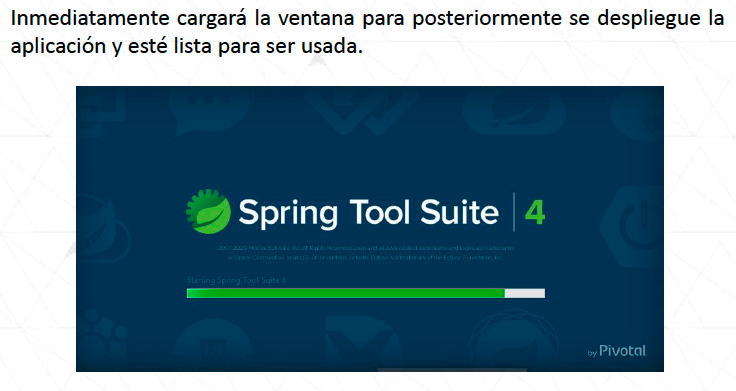 Inmediatamente cargará la ventana para posteriormente se despliegue la
aplicación y esté lista para ser usada.
Spring Tool Suite 4
Starting Spring Tool Suite 4
by Pivotal